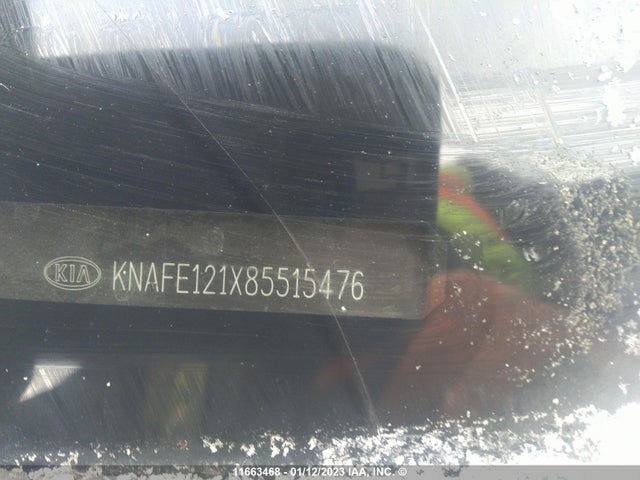 KIA KNAFE121X85515476
11663468 - 01/12/2023 IAA, INC. ©